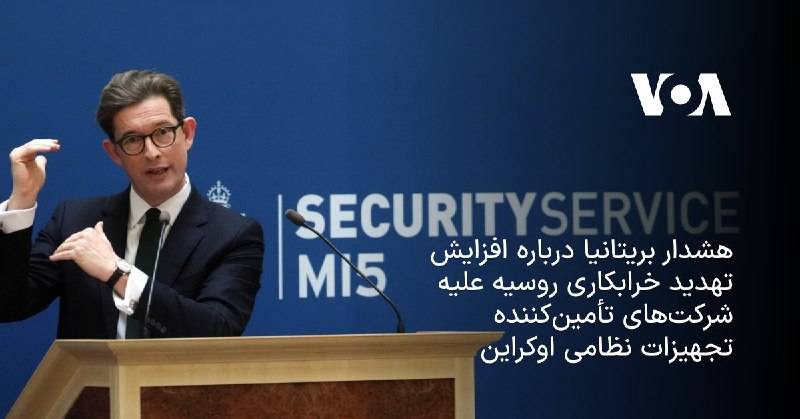 VOA
SECURITY SERVICE
MI5
هشدار بریتانیا درباره افزایش
تهدید خرابکاری روسیه علیه
شرکت‌های تأمین‌کننده
تجهیزات نظامی اوکراین